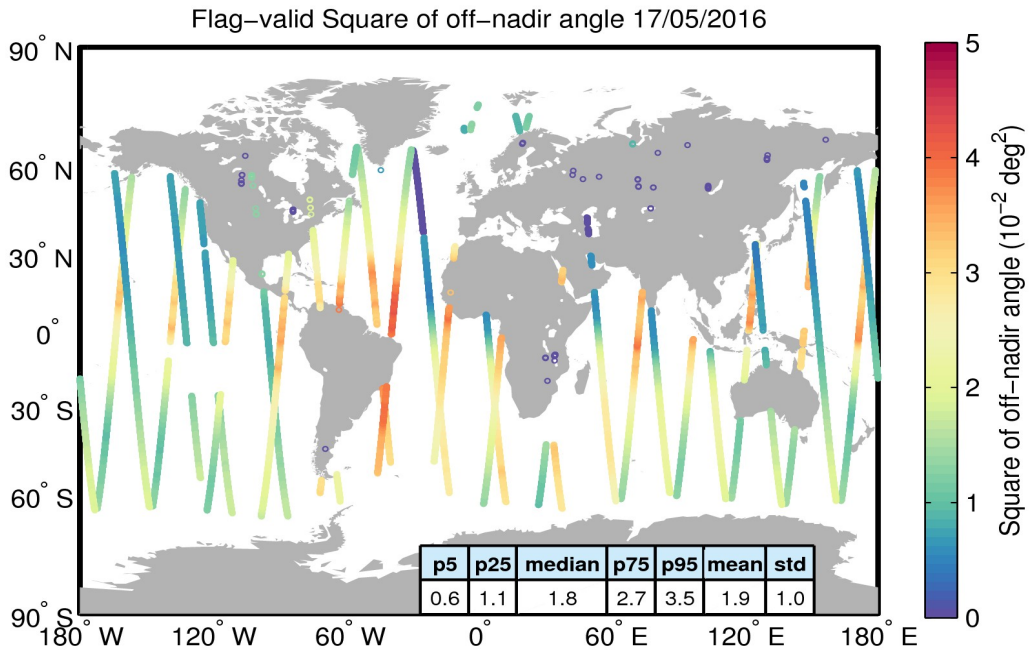 Flag−valid Square of off−nadir angle 17/05/2016
90° N
60° N
30° N
0°
30° S
60° S
90° S
180° W
120° W
60° W
0°
60° E
120° E
180° E
p5 p25 median p75 p95 mean std
0.6 1.1 1.8 2.7 3.5 1.9 1.0
5
4
3
2
1
0
Square of off−nadir angle (10⁻² deg²)